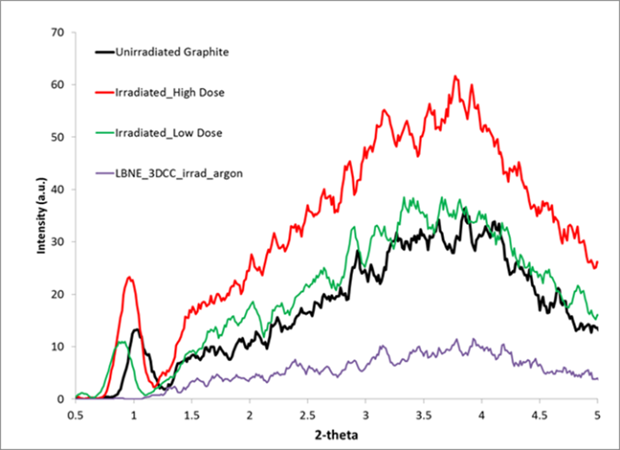 70
60
50
40
30
20
10
0
Intensity (a.u.)
Unirradiated Graphite
Irradiated_High Dose
Irradiated_Low Dose
LBNE_3DCC_irrad_argon
0.5 1 1.5 2 2.5 3 3.5 4 4.5 5
2-theta